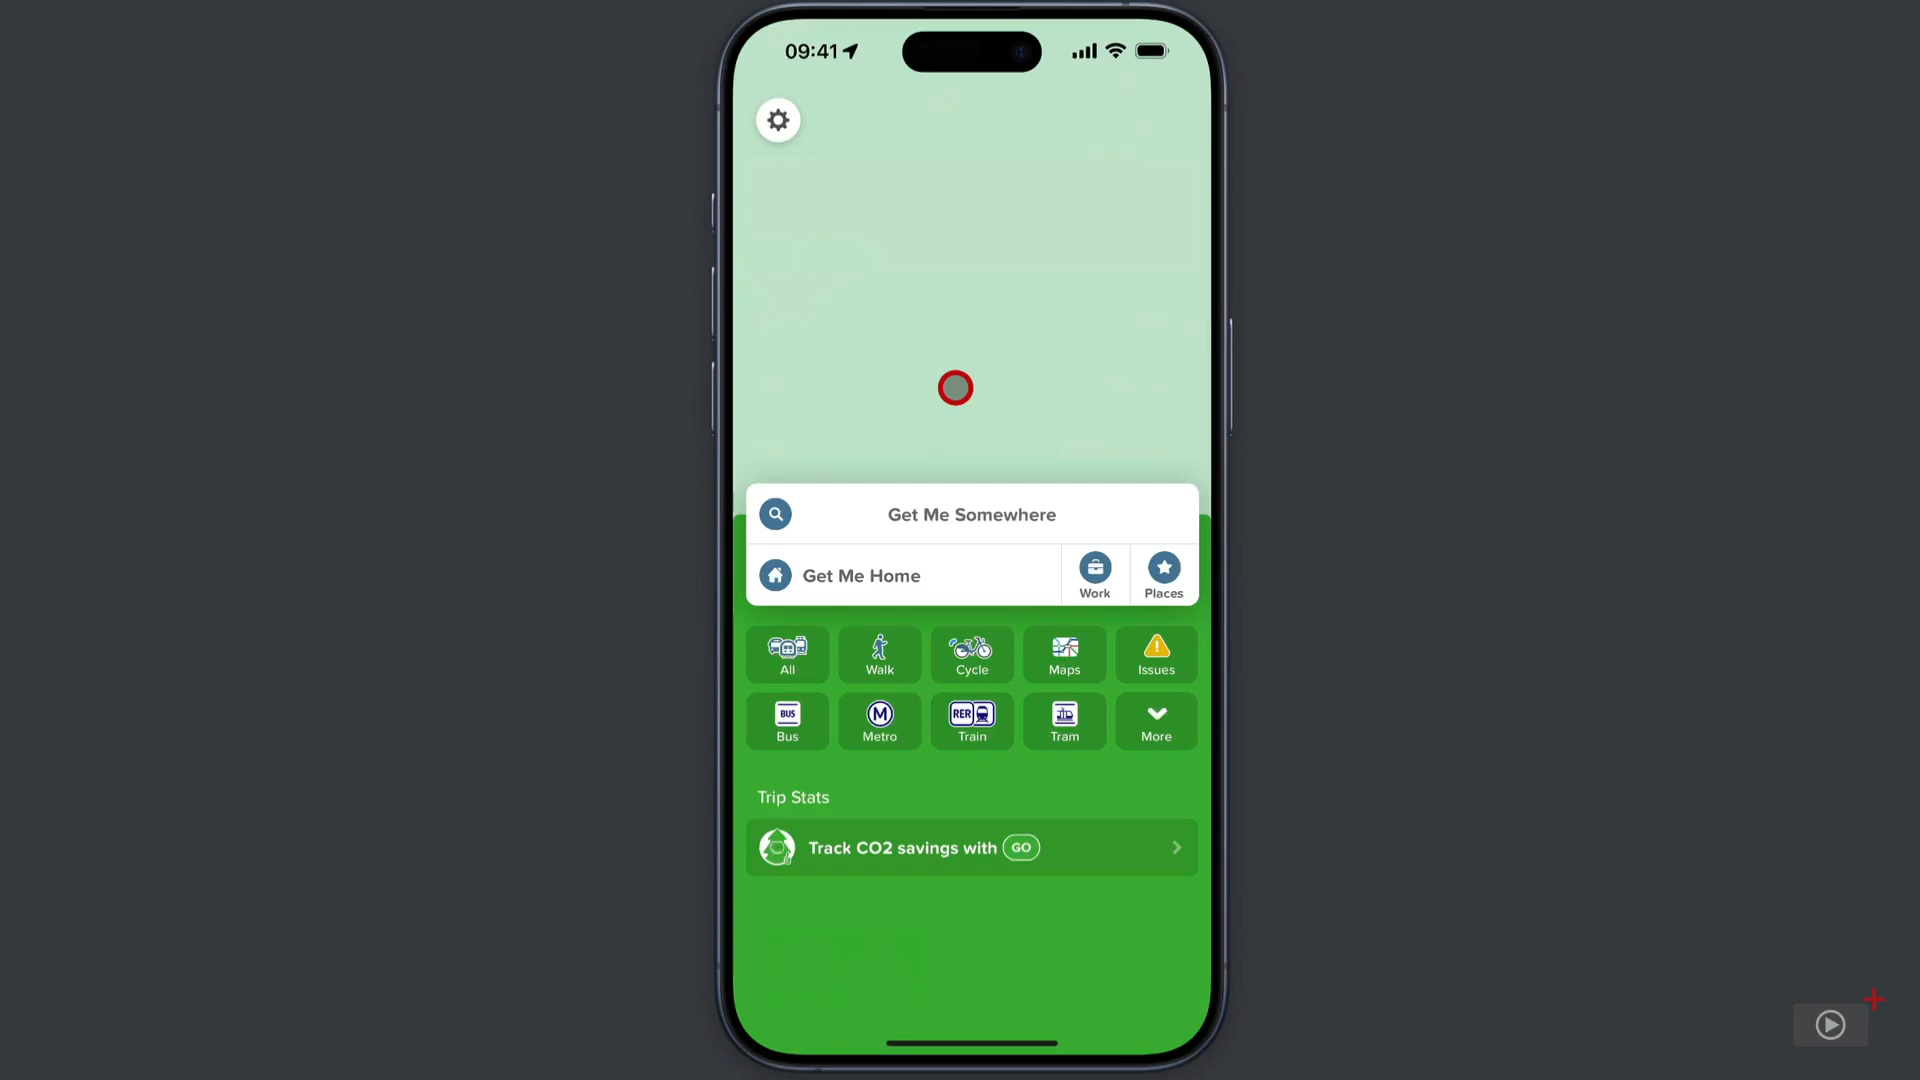 09:41
Get Me Somewhere
Get Me Home
Work
Places
All
Walk
Cycle
Maps
Issues
BUS
Bus
M
Metro
RER
Train
Tram
More
Trip Stats
Track CO2 savings with GO